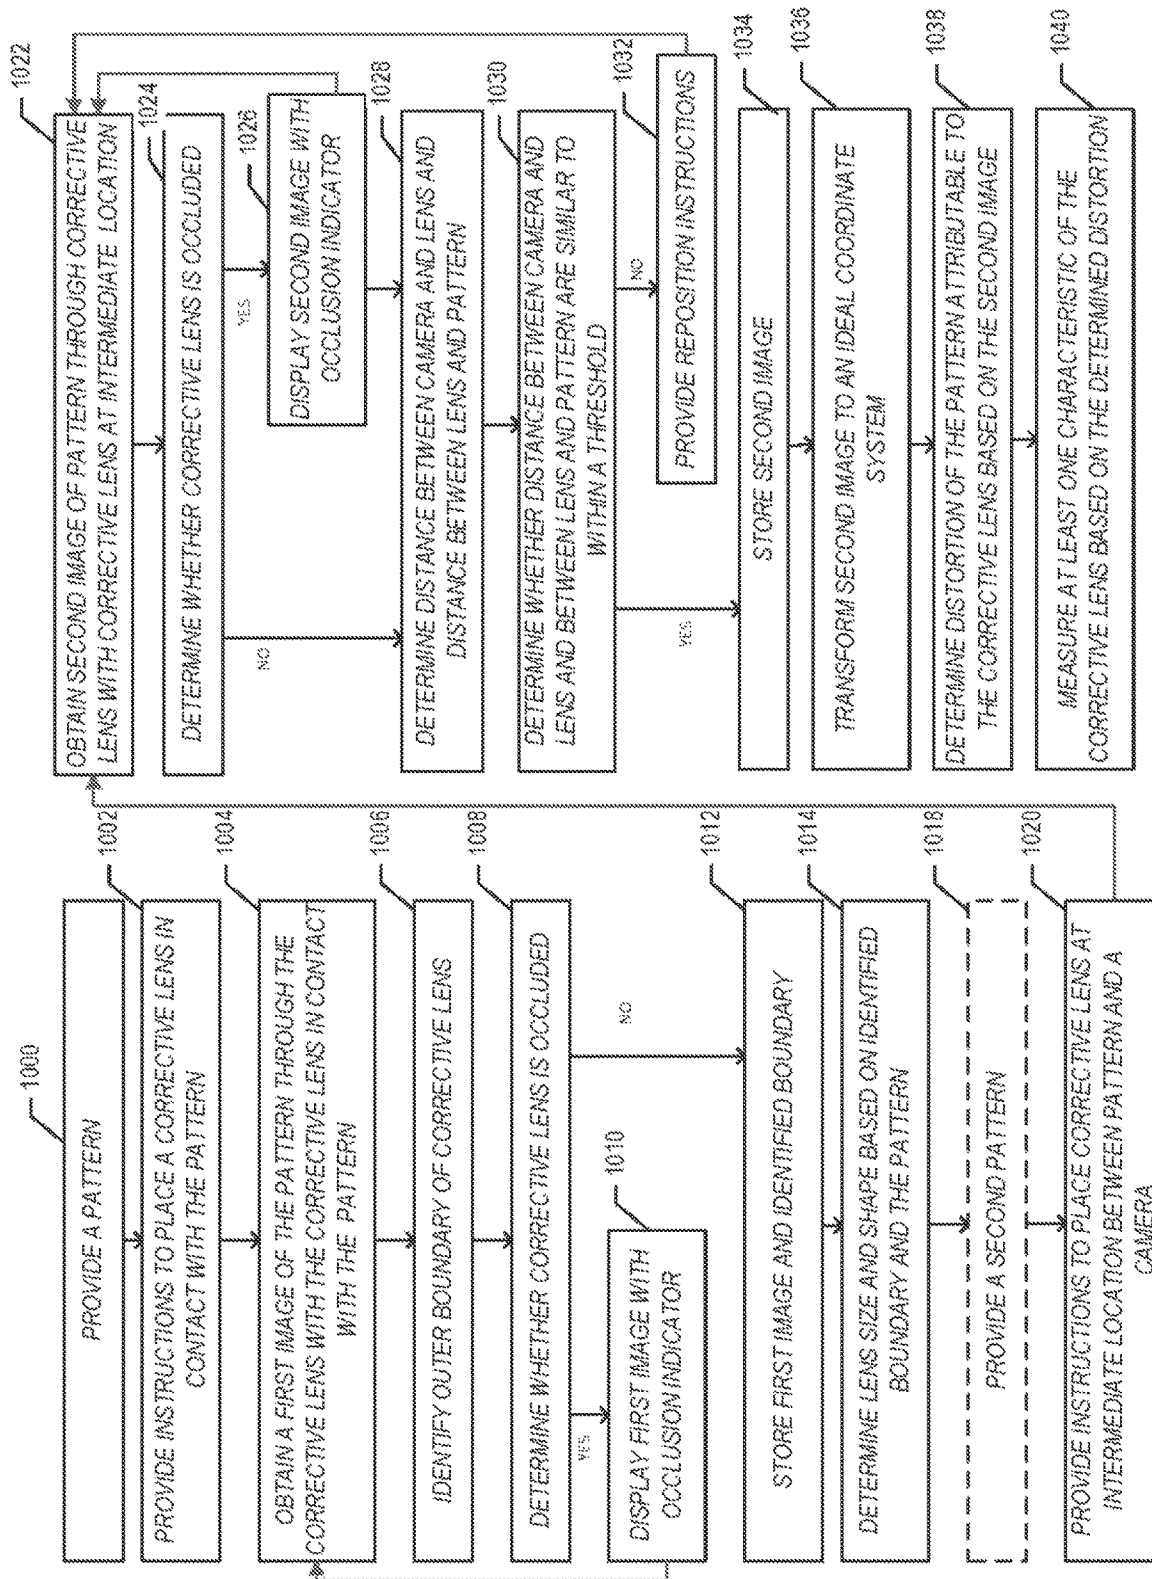 1000
PROVIDE A PATTERN
1002
PROVIDE INSTRUCTIONS TO PLACE A CORRECTIVE LENS IN
CONTACT WITH THE PATTERN
1004
OBTAIN A FIRST IMAGE OF THE PATTERN THROUGH THE
CORRECTIVE LENS WITH THE CORRECTIVE LENS IN CONTACT
WITH THE PATTERN
1006
IDENTIFY OUTER BOUNDARY OF CORRECTIVE LENS
1008
DETERMINE WHETHER CORRECTIVE LENS IS OCCLUDED
YES
NO
1010
DISPLAY FIRST IMAGE WITH
OCCLUSION INDICATOR
1012
STORE FIRST IMAGE AND IDENTIFIED BOUNDARY
1014
DETERMINE LENS SIZE AND SHAPE BASED ON IDENTIFIED
BOUNDARY AND THE PATTERN
1018
PROVIDE A SECOND PATTERN
1020
PROVIDE INSTRUCTIONS TO PLACE CORRECTIVE LENS AT
INTERMEDIATE LOCATION BETWEEN PATTERN AND A
CAMERA
1022
OBTAIN SECOND IMAGE OF PATTERN THROUGH CORRECTIVE
LENS WITH CORRECTIVE LENS AT INTERMEDIATE LOCATION
1024
DETERMINE WHETHER CORRECTIVE LENS IS OCCLUDED
NO
YES
1026
DISPLAY SECOND IMAGE WITH
OCCLUSION INDICATOR
1028
DETERMINE DISTANCE BETWEEN CAMERA AND LENS AND
DISTANCE BETWEEN LENS AND PATTERN
1030
DETERMINE WHETHER DISTANCE BETWEEN CAMERA AND
LENS AND BETWEEN LENS AND PATTERN ARE SIMILAR TO
WITHIN A THRESHOLD
YES
NO
1032
PROVIDE REPOSITION INSTRUCTIONS
1034
STORE SECOND IMAGE
1036
TRANSFORM SECOND IMAGE TO AN IDEAL COORDINATE
SYSTEM
1038
DETERMINE DISTORTION OF THE PATTERN ATTRIBUTABLE TO
THE CORRECTIVE LENS BASED ON THE SECOND IMAGE
1040
MEASURE AT LEAST ONE CHARACTERISTIC OF THE
CORRECTIVE LENS BASED ON THE DETERMINED DISTORTION